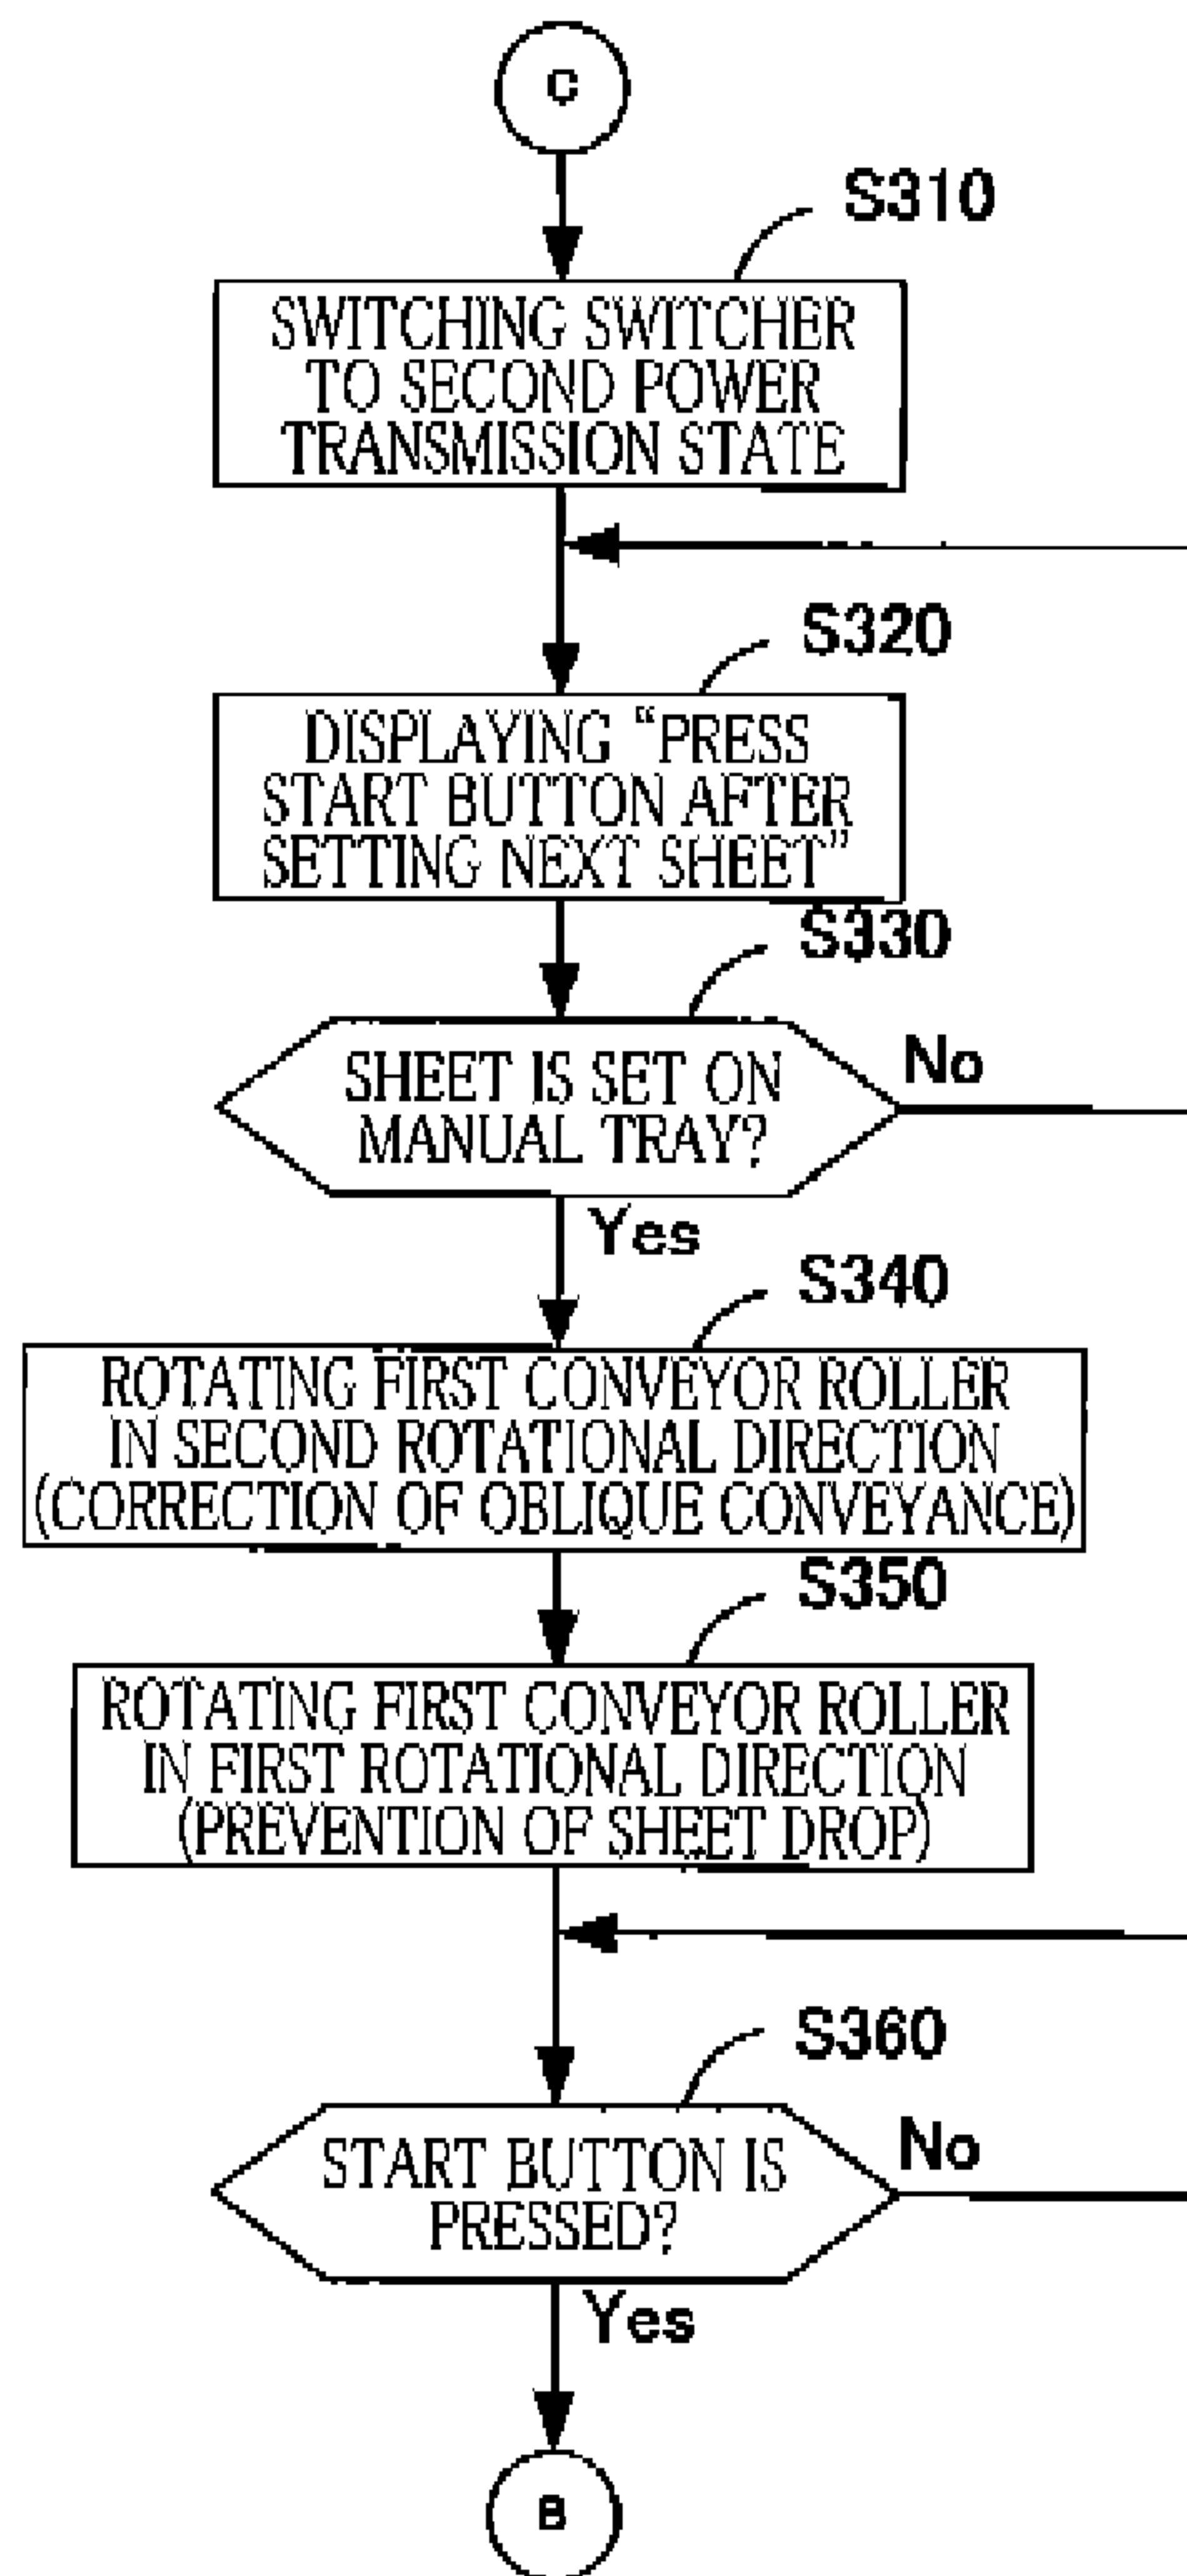 C
S310
SWITCHING SWITCHER
TO SECOND POWER
TRANSMISSION STATE
S320
DISPLAYING “PRESS
START BUTTON AFTER
SETTING NEXT SHEET”
S330
SHEET IS SET ON
MANUAL TRAY?
No
Yes
S340
ROTATING FIRST CONVEYOR ROLLER
IN SECOND ROTATIONAL DIRECTION
(CORRECTION OF OBLIQUE CONVEYANCE)
S350
ROTATING FIRST CONVEYOR ROLLER
IN FIRST ROTATIONAL DIRECTION
(PREVENTION OF SHEET DROP)
S360
START BUTTON IS
PRESSED?
No
Yes
B